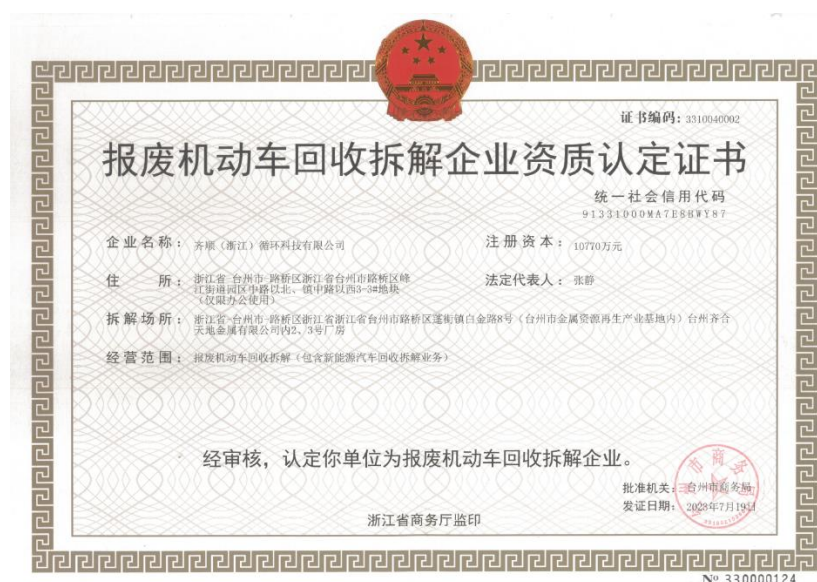 证书编码：3310040002
报废机动车回收拆解企业资质认定证书
统一社会信用代码
91331000MA7E8HWY87
企业名称：齐顺（浙江）循环科技有限公司
注册资本：10770万元
住 所：浙江省 台州市 路桥区浙江省台州市路桥区峰
江街道园区中路以北、镇中路以西3-3#地块
（仅限办公使用）
法定代表人：张静
拆解场所：浙江省 台州市 路桥区浙江省浙江省台州市路桥区蓬街镇白金路8号（台州市金属资源再生产业基地内）台州齐合
天地金属有限公司内2、3号厂房
经营范围：报废机动车回收拆解（包含新能源汽车回收拆解业务）
经审核，认定你单位为报废机动车回收拆解企业。
批准机关：台州市商务局
发证日期：2023年7月19日
浙江省商务厅监印
Nº 330000124